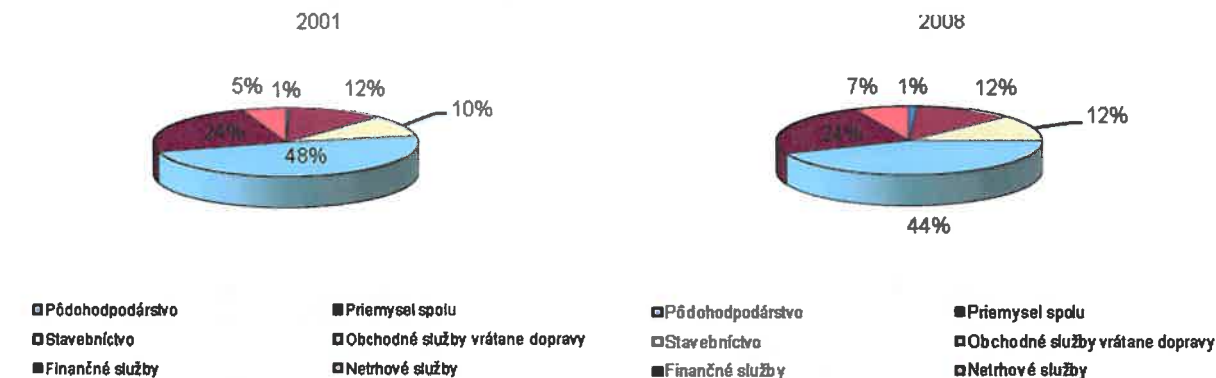 2001
5% 1% 12%
10%
24%
48%
Pôdohodpodárstvo Priemysel spolu
Stavebníctvo Obchodné služby vrátane dopravy
Finančné služby Netrhové služby
2008
7% 1% 12%
12%
24%
44%
Pôdohodpodárstvo Priemysel spolu
Stavebníctvo Obchodné služby vrátane dopravy
Finančné služby Netrhové služby